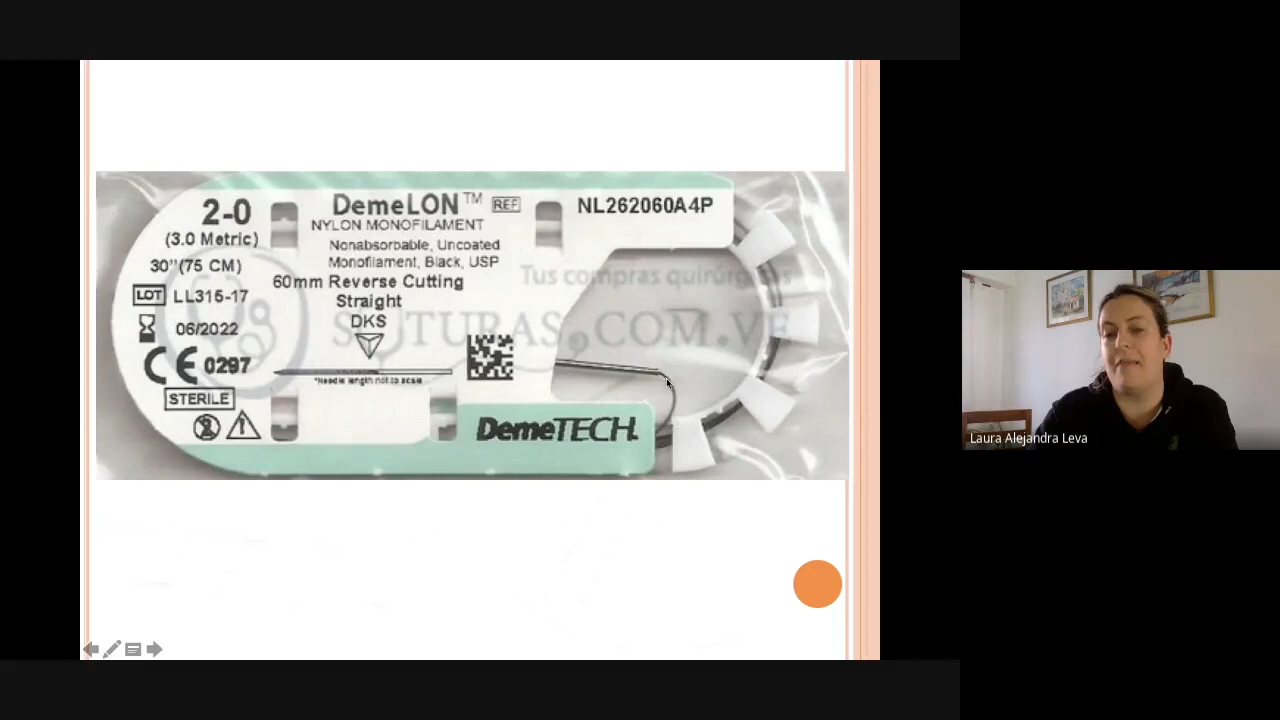 2-0
(3.0 Metric)
30"(75 CM)
LOT LL315-17
06/2022
CE 0297
STERILE
DemeLON™ REF
NYLON MONOFILAMENT
Nonabsorbable, Uncoated
Monofilament, Black, USP
60mm Reverse Cutting
Straight
DKS
*Needle length not to scale
NL262060A4P
Tus compras quirúrgicas
SUTURAS.COM.VE
DemeTECH.
Laura Alejandra Leva